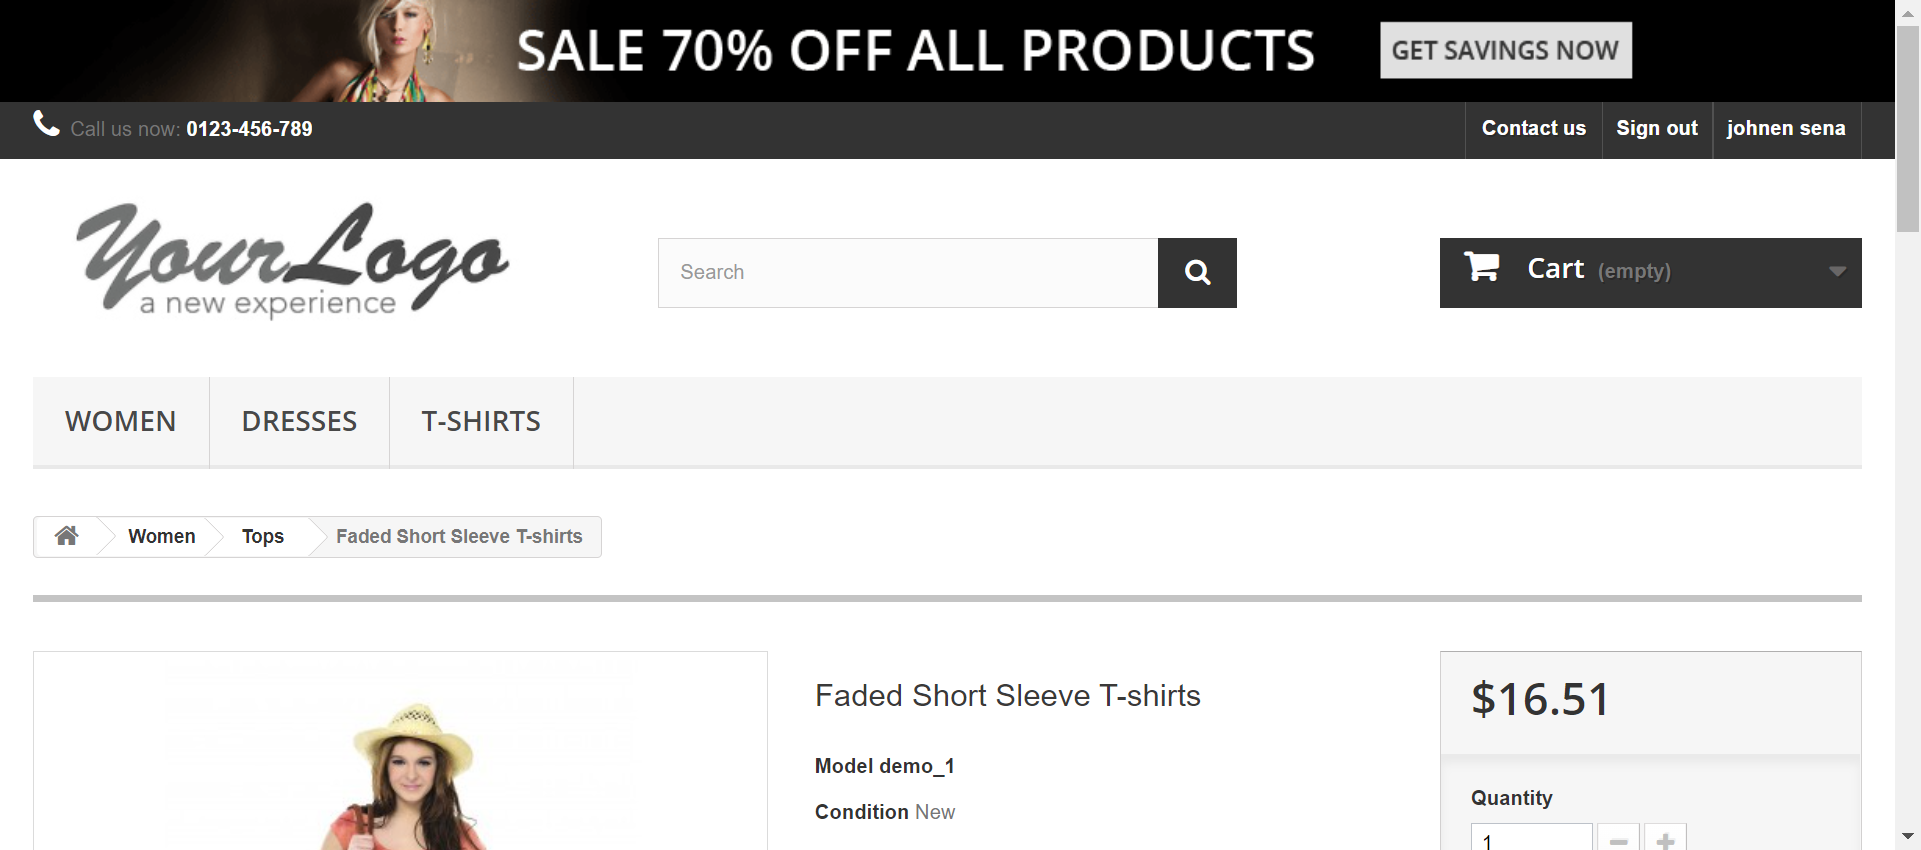 SALE 70% OFF ALL PRODUCTS
GET SAVINGS NOW
Call us now: 0123-456-789
Contact us
Sign out
johnen sena
YourLogo
a new experience
Search
Cart (empty)
WOMEN
DRESSES
T-SHIRTS
Women
Tops
Faded Short Sleeve T-shirts
Faded Short Sleeve T-shirts
$16.51
Model demo_1
Condition New
Quantity
1